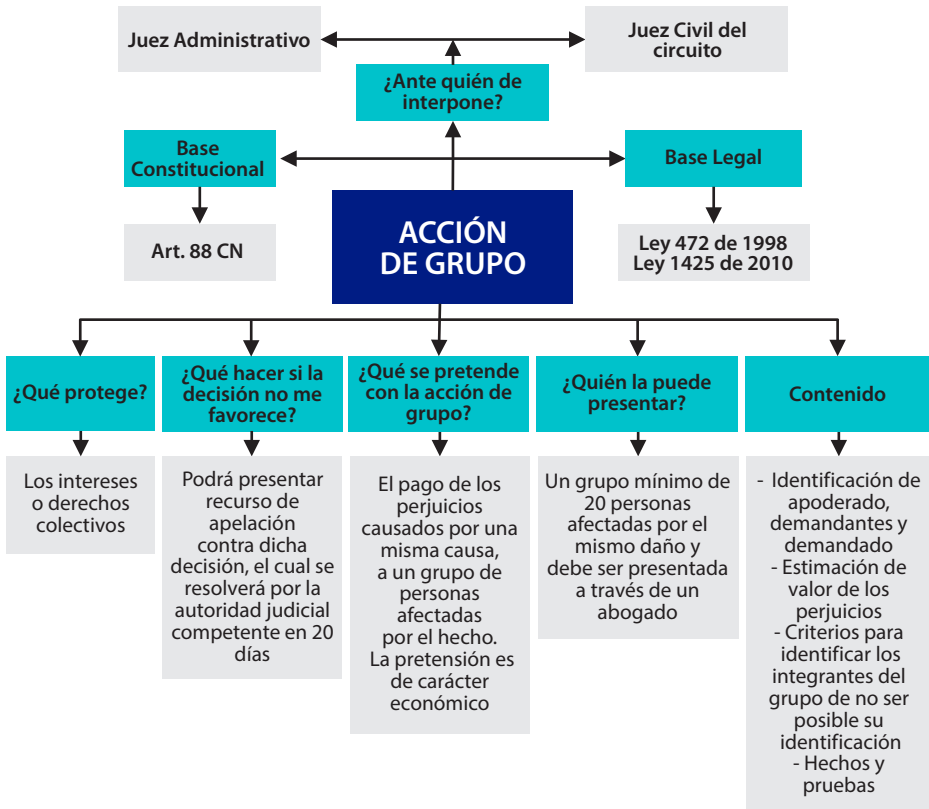 Juez Administrativo
Juez Civil del
circuito
¿Ante quién de
interpone?
Base
Constitucional
Base Legal
Art. 88 CN
ACCIÓN
DE GRUPO
Ley 472 de 1998
Ley 1425 de 2010
¿Qué protege?
¿Qué hacer si la
decisión no me
favorece?
¿Qué se pretende
con la acción de
grupo?
¿Quién la puede
presentar?
Contenido
Los intereses
o derechos
colectivos
Podrá presentar
recurso de
apelación
contra dicha
decisión, el cual se
resolverá por la
autoridad judicial
competente en 20
días
El pago de los
perjuicios
causados por una
misma causa,
a un grupo de
personas
afectadas
por el hecho.
La pretensión es
de carácter
económico
Un grupo mínimo de
20 personas
afectadas por el
mismo daño y
debe ser presentada
a través de un
abogado
- Identificación de
apoderado,
demandantes y
demandado
- Estimación de
valor de los
perjuicios
- Criterios para
identificar los
integrantes del
grupo de no ser
posible su
identificación
- Hechos y
pruebas